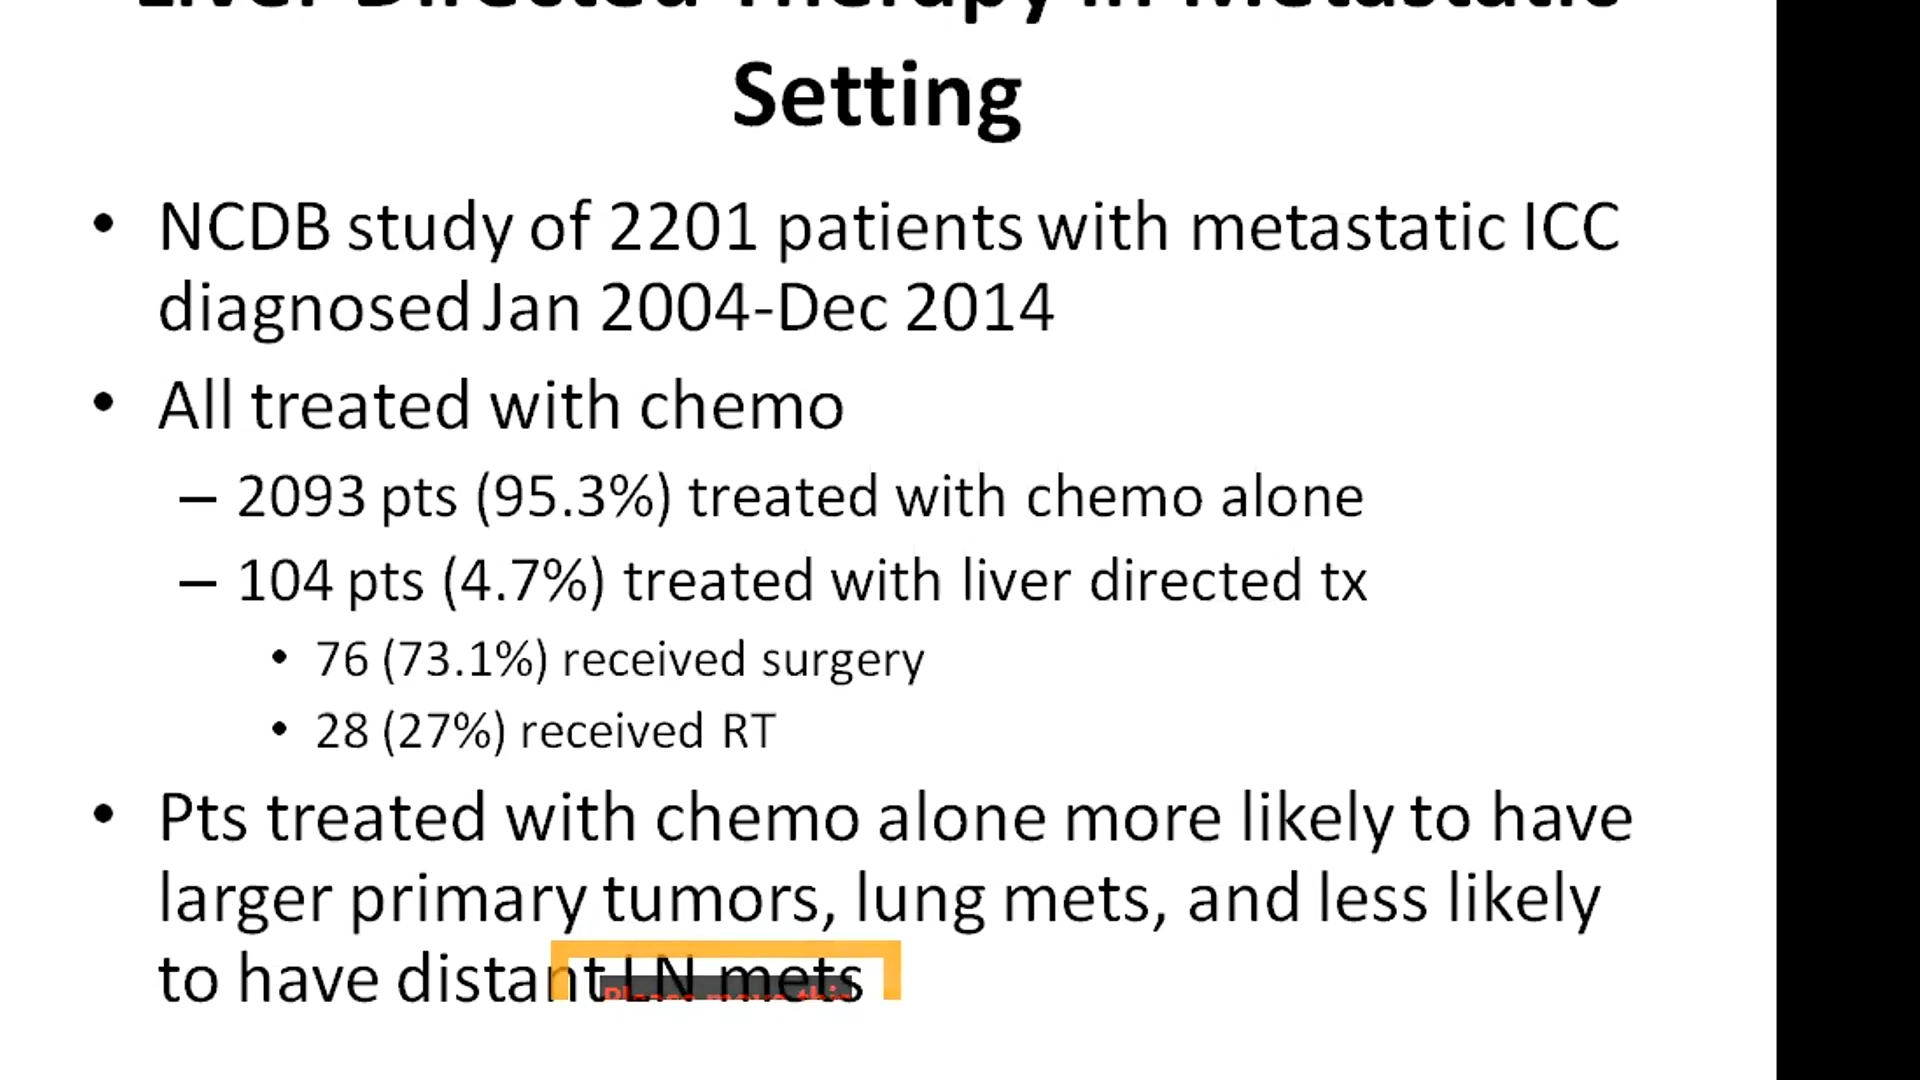 Liver Directed Therapy in Metastatic
Setting
• NCDB study of 2201 patients with metastatic ICC
diagnosed Jan 2004-Dec 2014
• All treated with chemo
– 2093 pts (95.3%) treated with chemo alone
– 104 pts (4.7%) treated with liver directed tx
• 76 (73.1%) received surgery
• 28 (27%) received RT
• Pts treated with chemo alone more likely to have
larger primary tumors, lung mets, and less likely
to have distant LN mets
Please move this